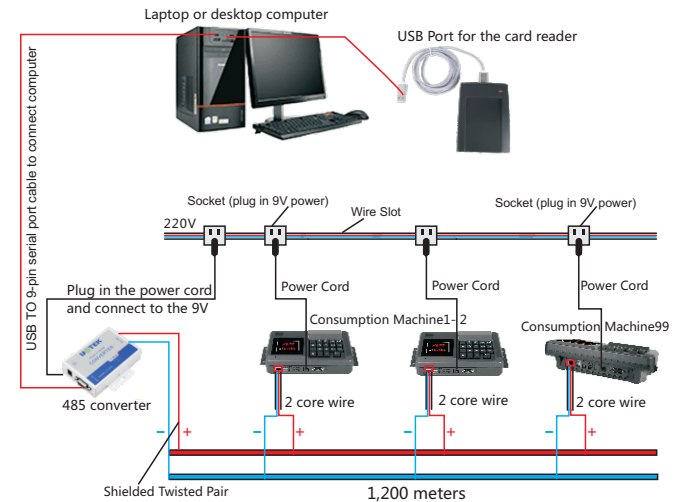 Laptop or desktop computer
USB Port for the card reader
USB TO 9-pin serial port cable to connect computer
Socket (plug in 9V power)
Wire Slot
Socket (plug in 9V power)
220V
Plug in the power cord
and connect to the 9V
Power Cord
Power Cord
Power Cord
Consumption Machine1-2
Consumption Machine99
CONVERTER
485 converter
2 core wire
2 core wire
2 core wire
− +
− +
− +
− +
Shielded Twisted Pair
1,200 meters